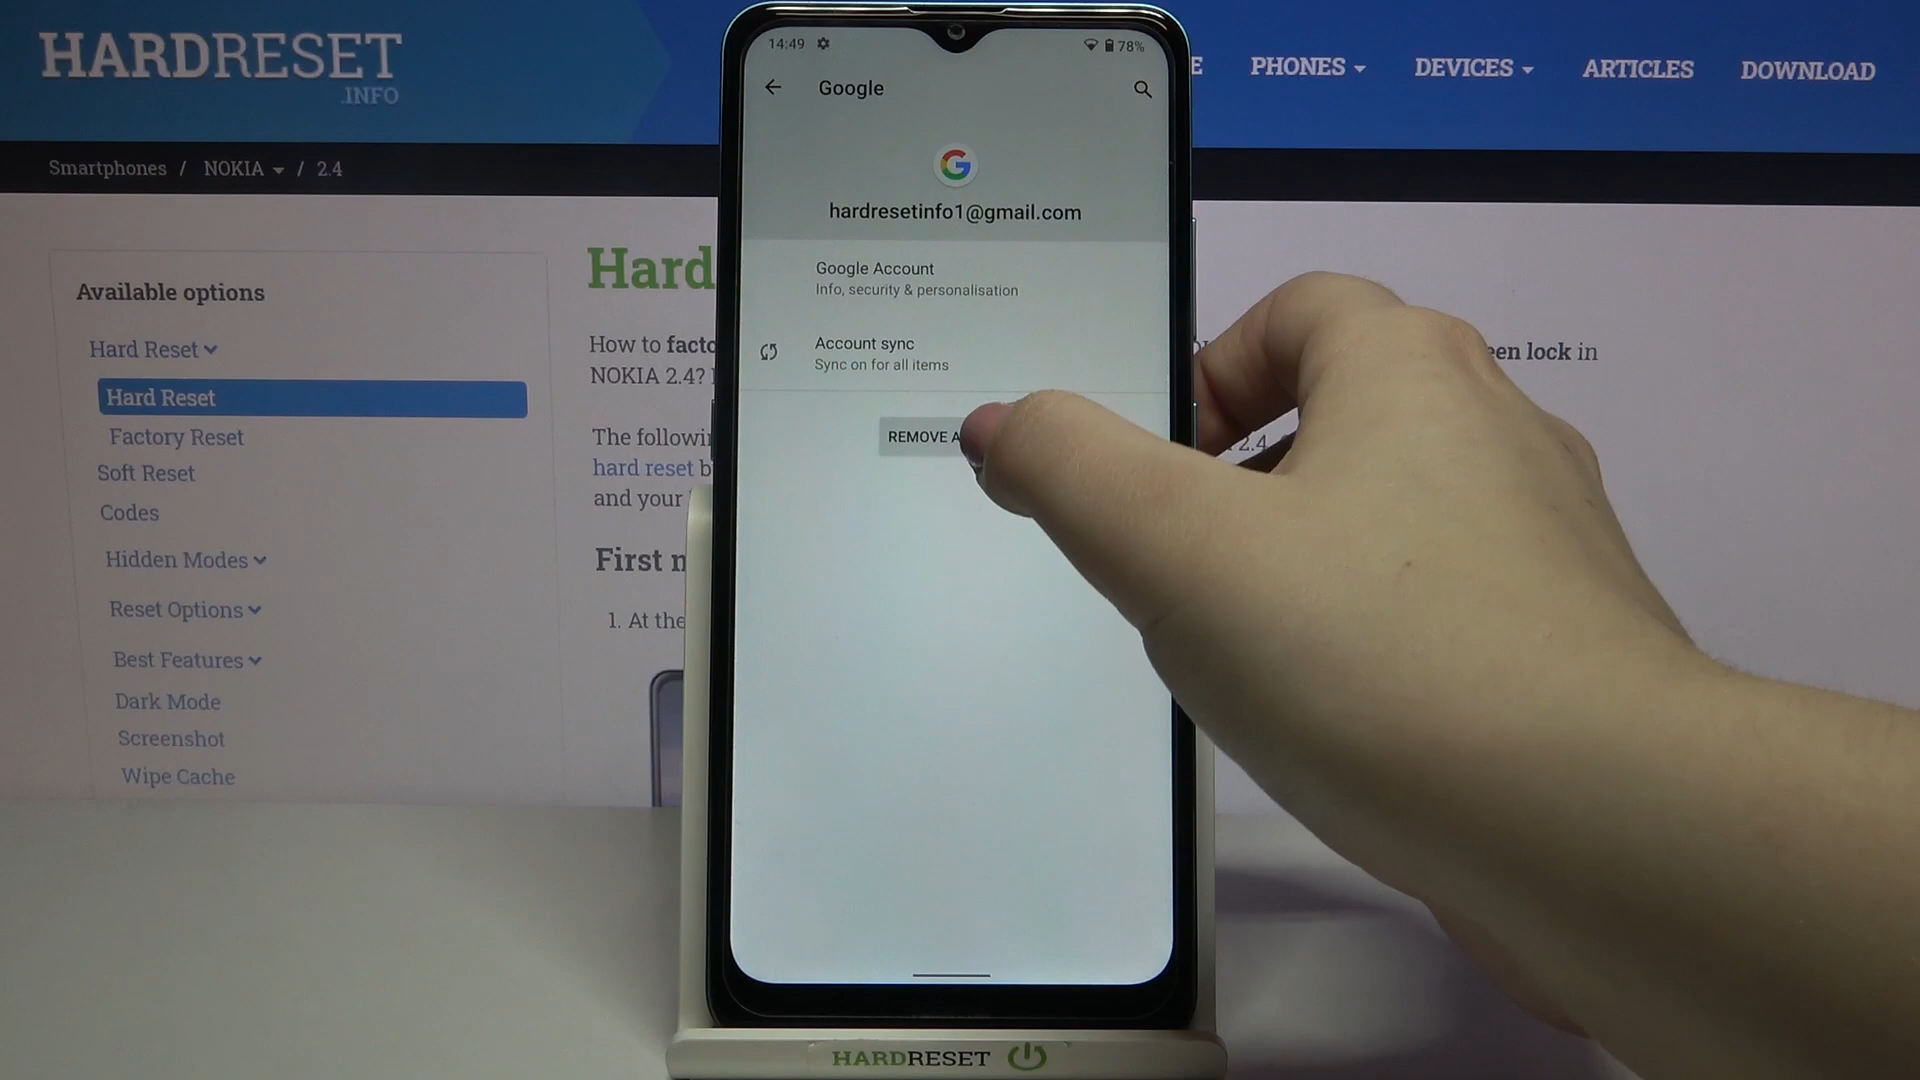 HARDRESET
.INFO
PHONES
DEVICES
ARTICLES
DOWNLOAD
Smartphones / NOKIA / 2.4
Available options
Hard Reset
Hard Reset
Factory Reset
Soft Reset
Codes
Hidden Modes
Reset Options
Best Features
Dark Mode
Screenshot
Wipe Cache
Hard
How to
een lock in
NOKIA 2.4?
The
2.4.
hard reset
and your
First
1. At the
14:49
78%
Google
hardresetinfo1@gmail.com
Google Account
Info, security & personalisation
Account sync
Sync on for all items
REMOVE A
HARDRESET